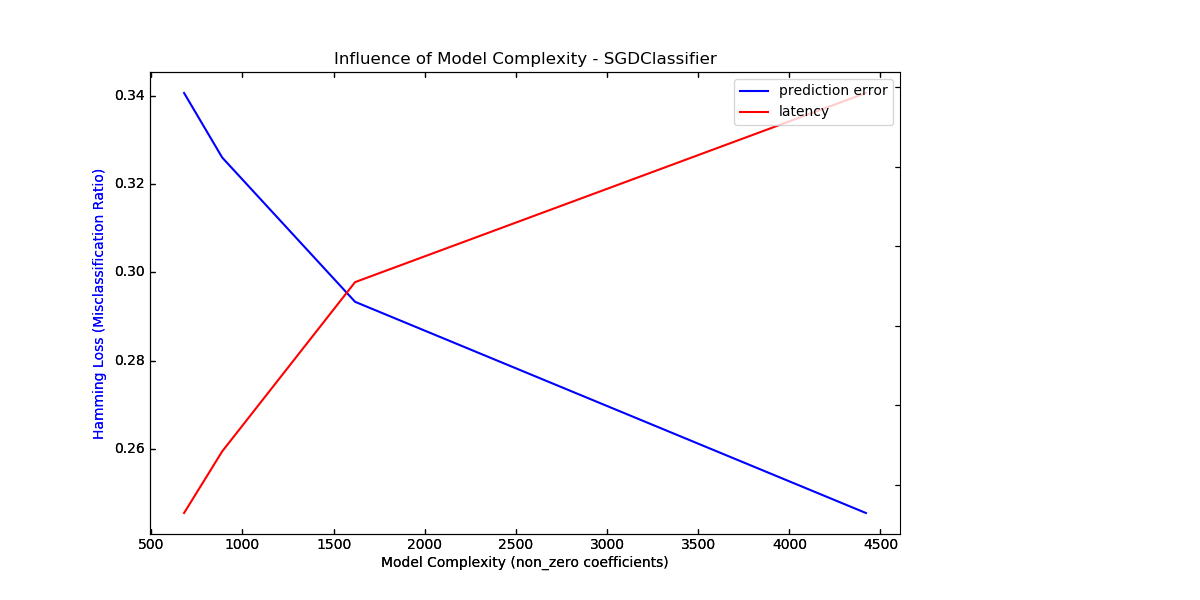 Influence of Model Complexity - SGDClassifier
prediction error
latency
0.34
0.32
0.30
0.28
0.26
Hamming Loss (Misclassification Ratio)
500 1000 1500 2000 2500 3000 3500 4000 4500
Model Complexity (non_zero coefficients)